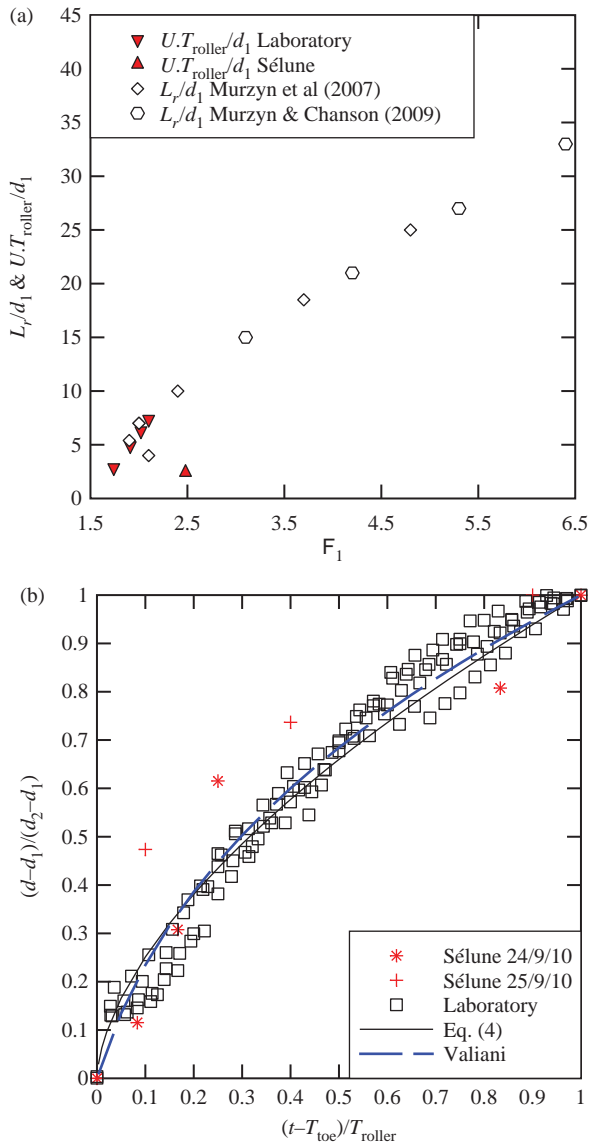 (a)
45
40
35
30
25
20
15
10
5
0
L_r/d_1 & U.T_roller/d_1
U.T_roller/d_1 Laboratory
U.T_roller/d_1 Sélune
L_r/d_1 Murzyn et al (2007)
L_r/d_1 Murzyn & Chanson (2009)
1.5 2.5 3.5 4.5 5.5 6.5
F_1
(b)
1
0.9
0.8
0.7
0.6
0.5
0.4
0.3
0.2
0.1
0
(d–d_1)/(d_2–d_1)
Sélune 24/9/10
Sélune 25/9/10
Laboratory
Eq. (4)
Valiani
0 0.1 0.2 0.3 0.4 0.5 0.6 0.7 0.8 0.9 1
(t–T_toe)/T_roller